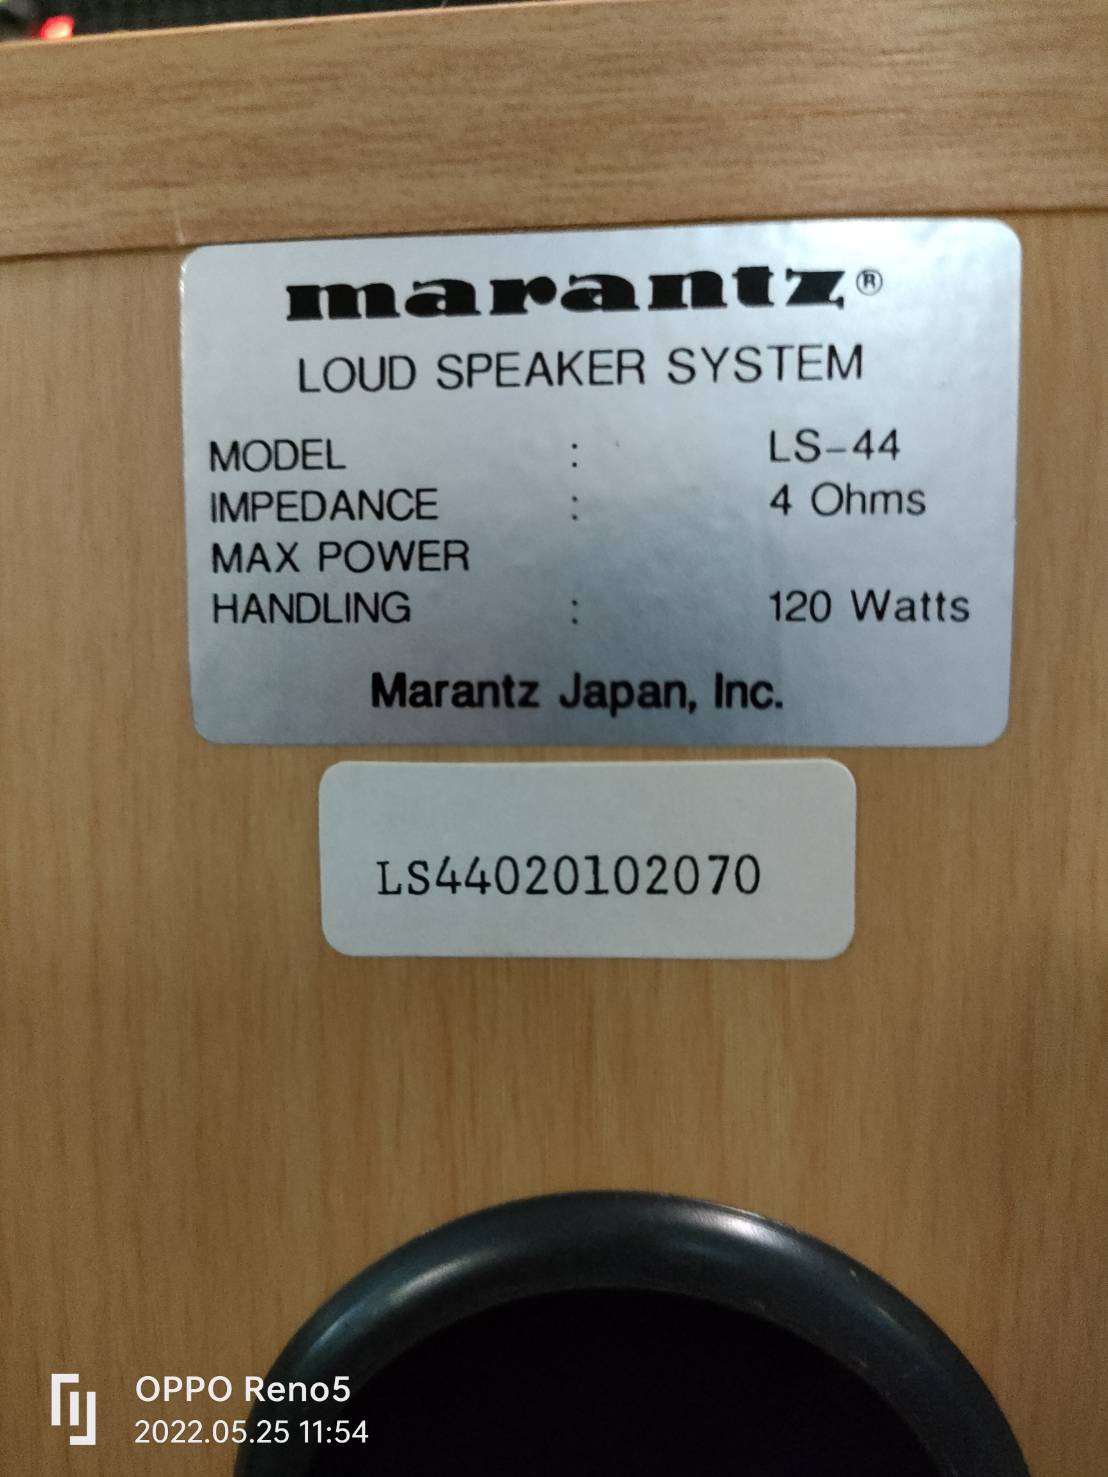 marantz®
LOUD SPEAKER SYSTEM
MODEL : LS-44
IMPEDANCE : 4 Ohms
MAX POWER
HANDLING : 120 Watts
Marantz Japan, Inc.
LS44020102070
OPPO Reno5
2022.05.25 11:54